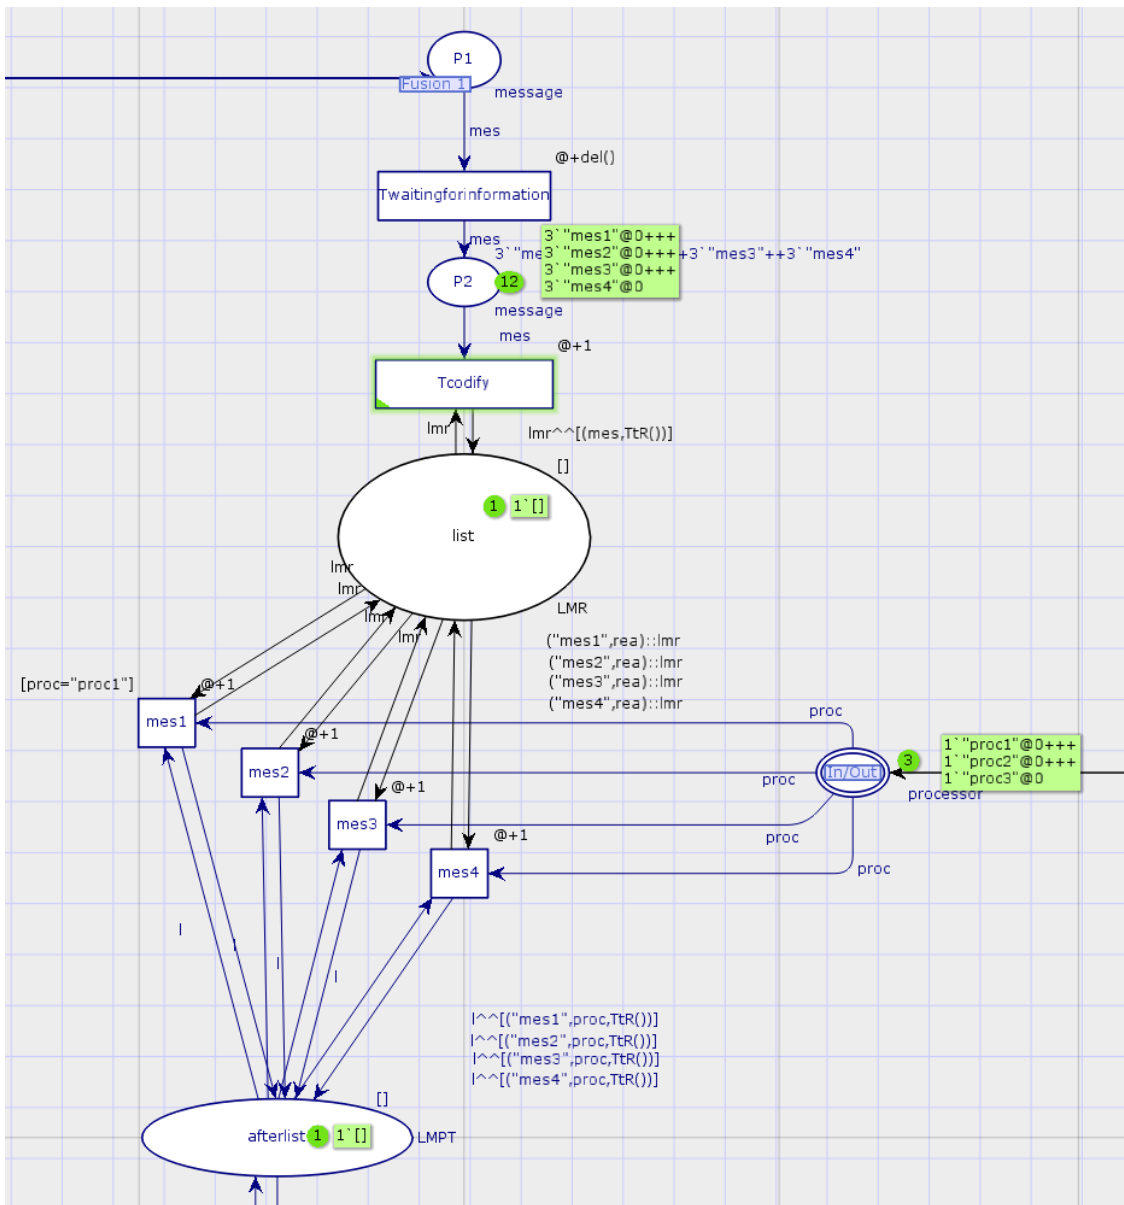 P1
Fusion 1
message
mes
@+del()
Twaitingforinformation
mes
3`"me
+3`"mes3"++3`"mes4"
3`"mes1"@0+++
3`"mes2"@0+++
3`"mes3"@0+++
3`"mes4"@0
P2
12
message
mes
@+1
Tcodify
lmr
lmr^^[(mes,TtR())]
[]
1
1`[]
list
lmr
lmr
lmr
lmr
LMR
("mes1",rea)::lmr
("mes2",rea)::lmr
("mes3",rea)::lmr
("mes4",rea)::lmr
[proc="proc1"]
@+1
mes1
proc
@+1
mes2
proc
In/Out
3
1`"proc1"@0+++
1`"proc2"@0+++
1`"proc3"@0
processor
@+1
mes3
proc
@+1
mes4
proc
l
l
l
l
l^^[("mes1",proc,TtR())]
l^^[("mes2",proc,TtR())]
l^^[("mes3",proc,TtR())]
l^^[("mes4",proc,TtR())]
[]
afterlist
1
1`[]
LMPT